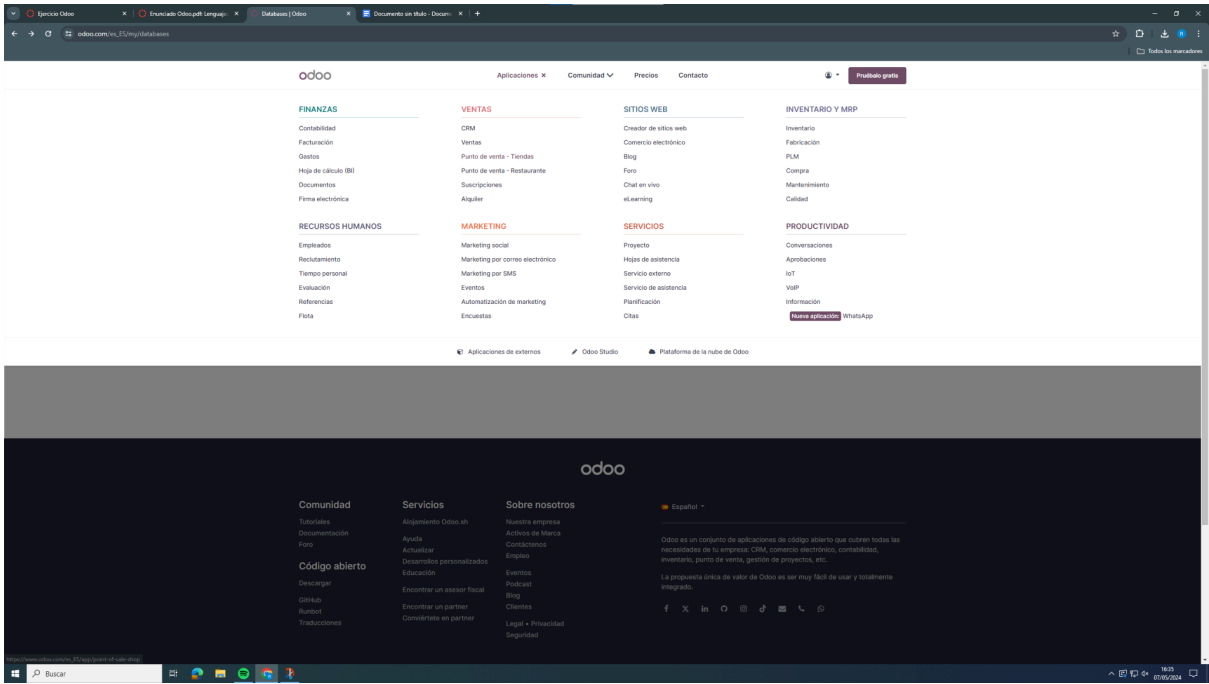 Ejercicio Odoo
Enunciado Odoo.pdf: Lenguaje
Databases | Odoo
Documento sin título - Docum
odoo.com/es_ES/my/databases
Todos los marcadores
odoo
Aplicaciones
Comunidad
Precios
Contacto
Pruébalo gratis
FINANZAS
Contabilidad
Facturación
Gastos
Hoja de cálculo (BI)
Documentos
Firma electrónica
VENTAS
CRM
Ventas
Punto de venta - Tiendas
Punto de venta - Restaurante
Suscripciones
Alquiler
SITIOS WEB
Creador de sitios web
Comercio electrónico
Blog
Foro
Chat en vivo
eLearning
INVENTARIO Y MRP
Inventario
Fabricación
PLM
Compra
Mantenimiento
Calidad
RECURSOS HUMANOS
Empleados
Reclutamiento
Tiempo personal
Evaluación
Referencias
Flota
MARKETING
Marketing social
Marketing por correo electrónico
Marketing por SMS
Eventos
Automatización de marketing
Encuestas
SERVICIOS
Proyecto
Hojas de asistencia
Servicio externo
Servicio de asistencia
Planificación
Citas
PRODUCTIVIDAD
Conversaciones
Aprobaciones
IoT
VoIP
Información
Nueva aplicación: WhatsApp
Aplicaciones de externos
Odoo Studio
Plataforma de la nube de Odoo
odoo
Comunidad
Tutoriales
Documentación
Foro
Código abierto
Descargar
GitHub
Runbot
Traducciones
Servicios
Alojamiento Odoo.sh
Ayuda
Actualizar
Desarrollos personalizados
Educación
Encontrar un asesor fiscal
Encontrar un partner
Conviértete en partner
Sobre nosotros
Nuestra empresa
Activos de Marca
Contáctenos
Empleo
Eventos
Podcast
Blog
Clientes
Legal • Privacidad
Seguridad
Español
Odoo es un conjunto de aplicaciones de código abierto que cubren todas las
necesidades de tu empresa: CRM, comercio electrónico, contabilidad,
inventario, punto de venta, gestión de proyectos, etc.
La propuesta única de valor de Odoo es ser muy fácil de usar y totalmente
integrado.
https://www.odoo.com/es_ES/app/point-of-sale-shop
Buscar
16:35
07/05/2024